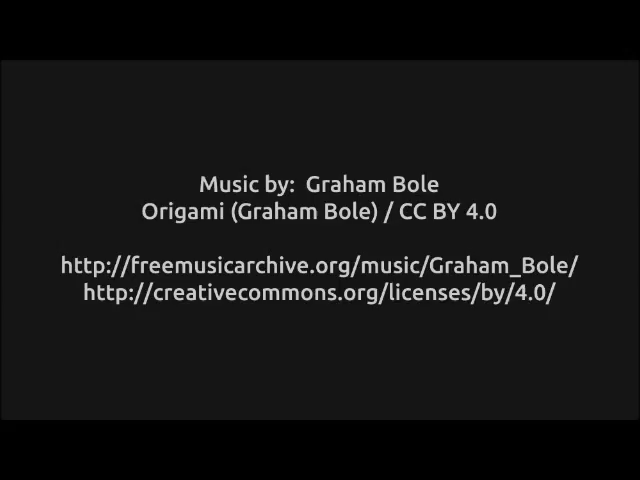 Music by:  Graham Bole
Origami (Graham Bole) / CC BY 4.0
http://freemusicarchive.org/music/Graham_Bole/
http://creativecommons.org/licenses/by/4.0/